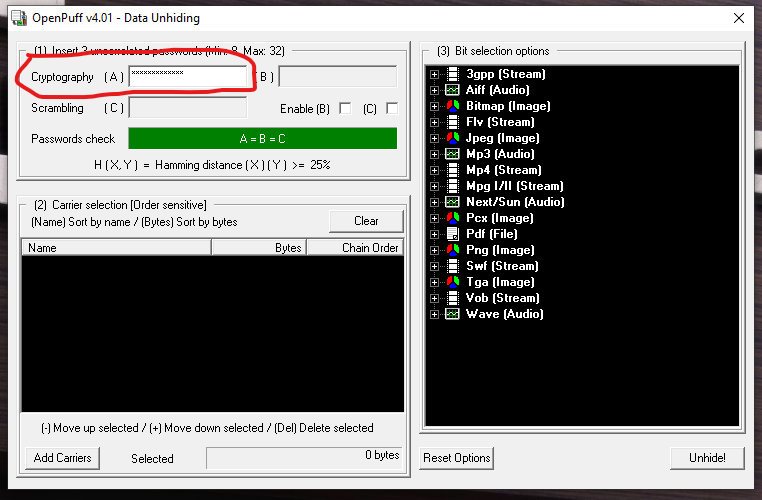 OpenPuff v4.01 - Data Unhiding
(1) Insert 3 uncorrelated passwords (Min: 8, Max: 32)
Cryptography (A) ************* (B)
Scrambling (C) Enable (B) (C)
Passwords check A = B = C
H (X,Y) = Hamming distance (X)(Y) >= 25%
(2) Carrier selection [Order sensitive]
(Name) Sort by name / (Bytes) Sort by bytes
Clear
Name Bytes Chain Order
(-) Move up selected / (+) Move down selected / (Del) Delete selected
Add Carriers Selected 0 bytes
(3) Bit selection options
3gpp (Stream)
Aiff (Audio)
Bitmap (Image)
Flv (Stream)
Jpeg (Image)
Mp3 (Audio)
Mp4 (Stream)
Mpg I/II (Stream)
Next/Sun (Audio)
Pcx (Image)
Pdf (File)
Png (Image)
Swf (Stream)
Tga (Image)
Vob (Stream)
Wave (Audio)
Reset Options Unhide!